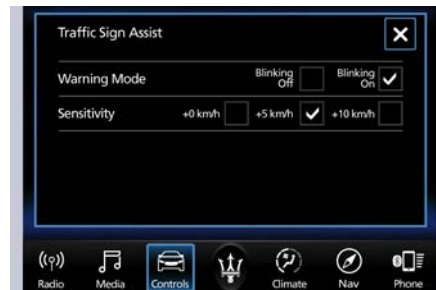 Traffic Sign Assist
Warning Mode Blinking Off Blinking On
Sensitivity +0 km/h +5 km/h +10 km/h
Radio Media Controls Climate Nav Phone